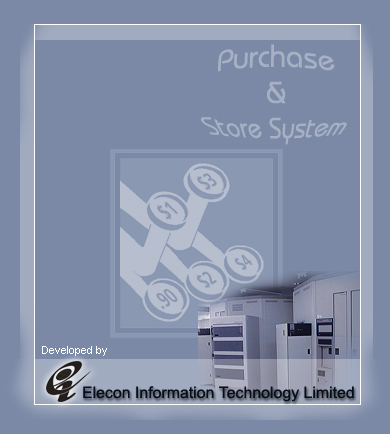 Purchase
&
Store System
$3
$1
$4
$2
.90
Developed by
Elecon Information Technology Limited